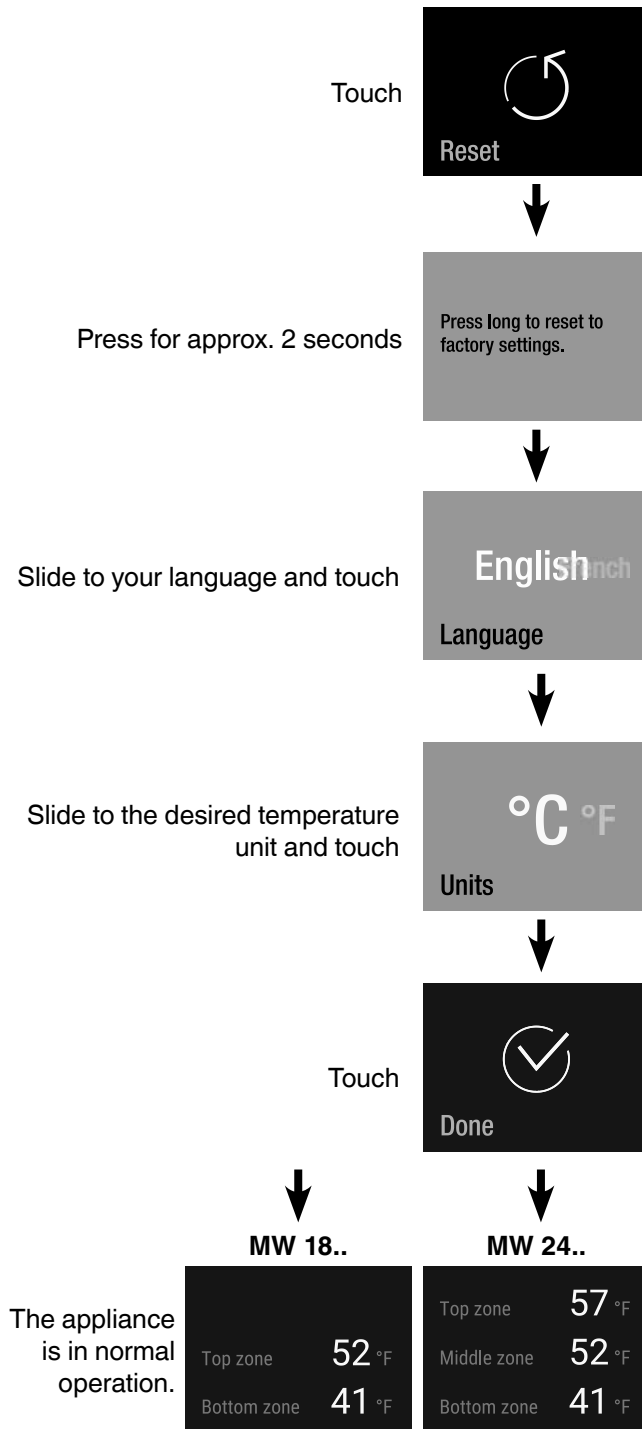 Touch
Reset
Press for approx. 2 seconds
Press long to reset to
factory settings.
Slide to your language and touch
English French
Language
Slide to the desired temperature
unit and touch
°C °F
Units
Touch
Done
MW 18..
MW 24..
The appliance
is in normal
operation.
Top zone 52 °F
Bottom zone 41 °F
Top zone 57 °F
Middle zone 52 °F
Bottom zone 41 °F